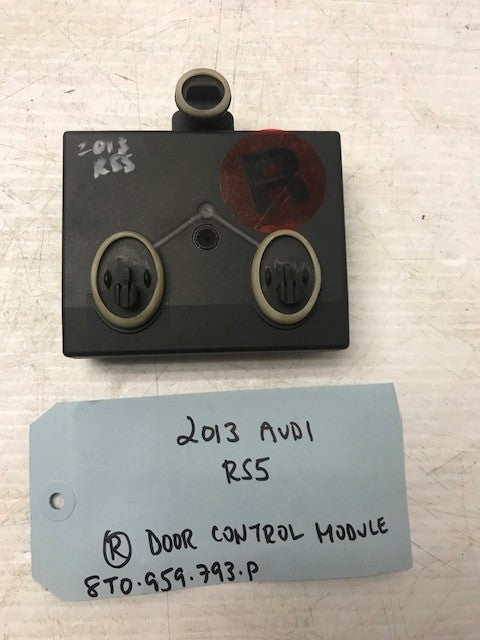 2013
RS5
R
2013 AUDI
RS5
R DOOR CONTROL MODULE
8T0.959.793.P